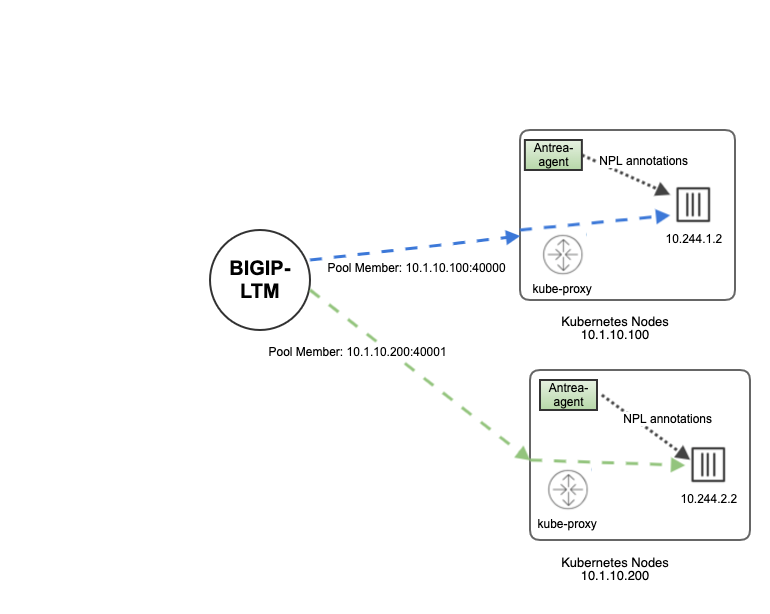 Antrea-
agent
NPL annotations
10.244.1.2
BIGIP-
LTM
Pool Member: 10.1.10.100:40000
kube-proxy
Kubernetes Nodes
10.1.10.100
Pool Member: 10.1.10.200:40001
Antrea-
agent
NPL annotations
10.244.2.2
kube-proxy
Kubernetes Nodes
10.1.10.200